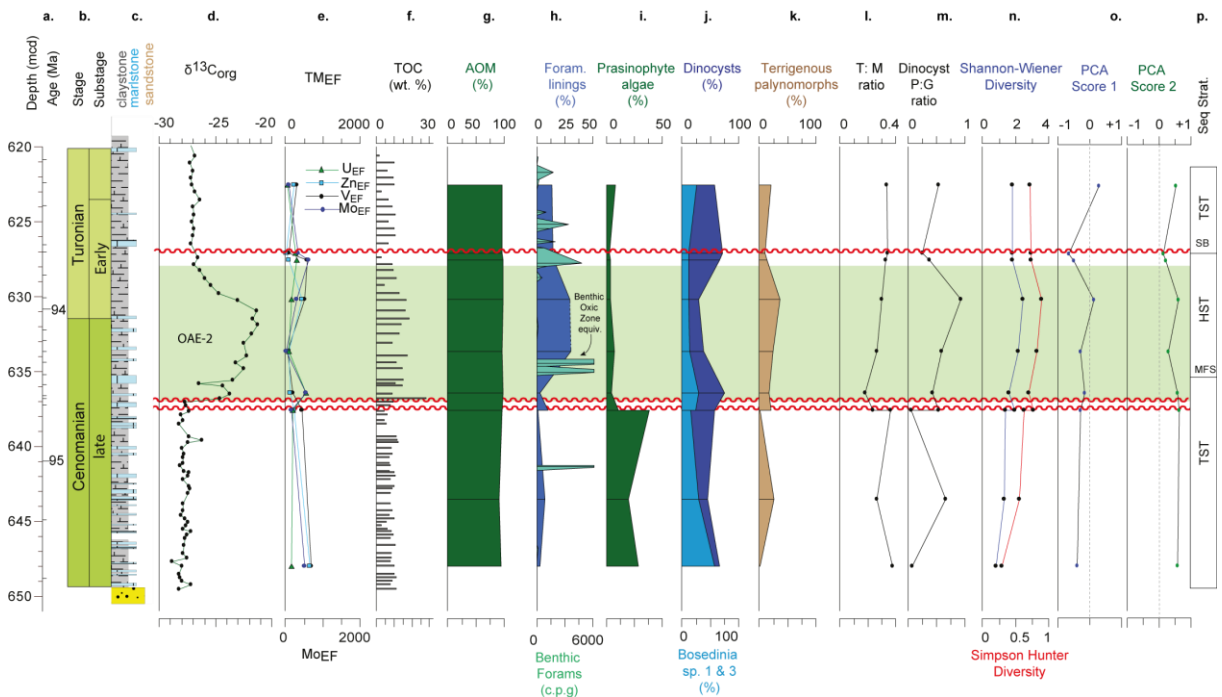 a. b. c. d. e. f. g. h. i. j. k. l. m. n. o. p.
Depth (mcd)
Age (Ma)
Stage
Substage
claystone
marlstone
sandstone
δ13Corg
TMEF
TOC
(wt. %)
AOM
(%)
Foram.
linings
(%)
Prasinophyte
algae
(%)
Dinocysts
(%)
Terrigenous
palynomorphs
(%)
T: M
ratio
Dinocyst
P:G
ratio
Shannon-Wiener
Diversity
PCA
Score 1
PCA
Score 2
Seq Strat.
-30 -20
0 2000
0 30
0 100
0 25 50
0 50
0 100
0 50
0 0.4
0 1
0 2 4
-1 0 +1
-1 0 +1
620
625
630
635
640
645
650
94
95
Turonian
Early
Cenomanian
late
OAE-2
UEF
ZnEF
VEF
MoEF
Benthic
Oxic
Zone
equiv.
TST
SB
HST
MFS
TST
0 2000
MoEF
0 6000
Benthic
Forams
(c.p.g)
0 100
Bosedinia
sp. 1 & 3
(%)
0 0.5 1
Simpson Hunter
Diversity